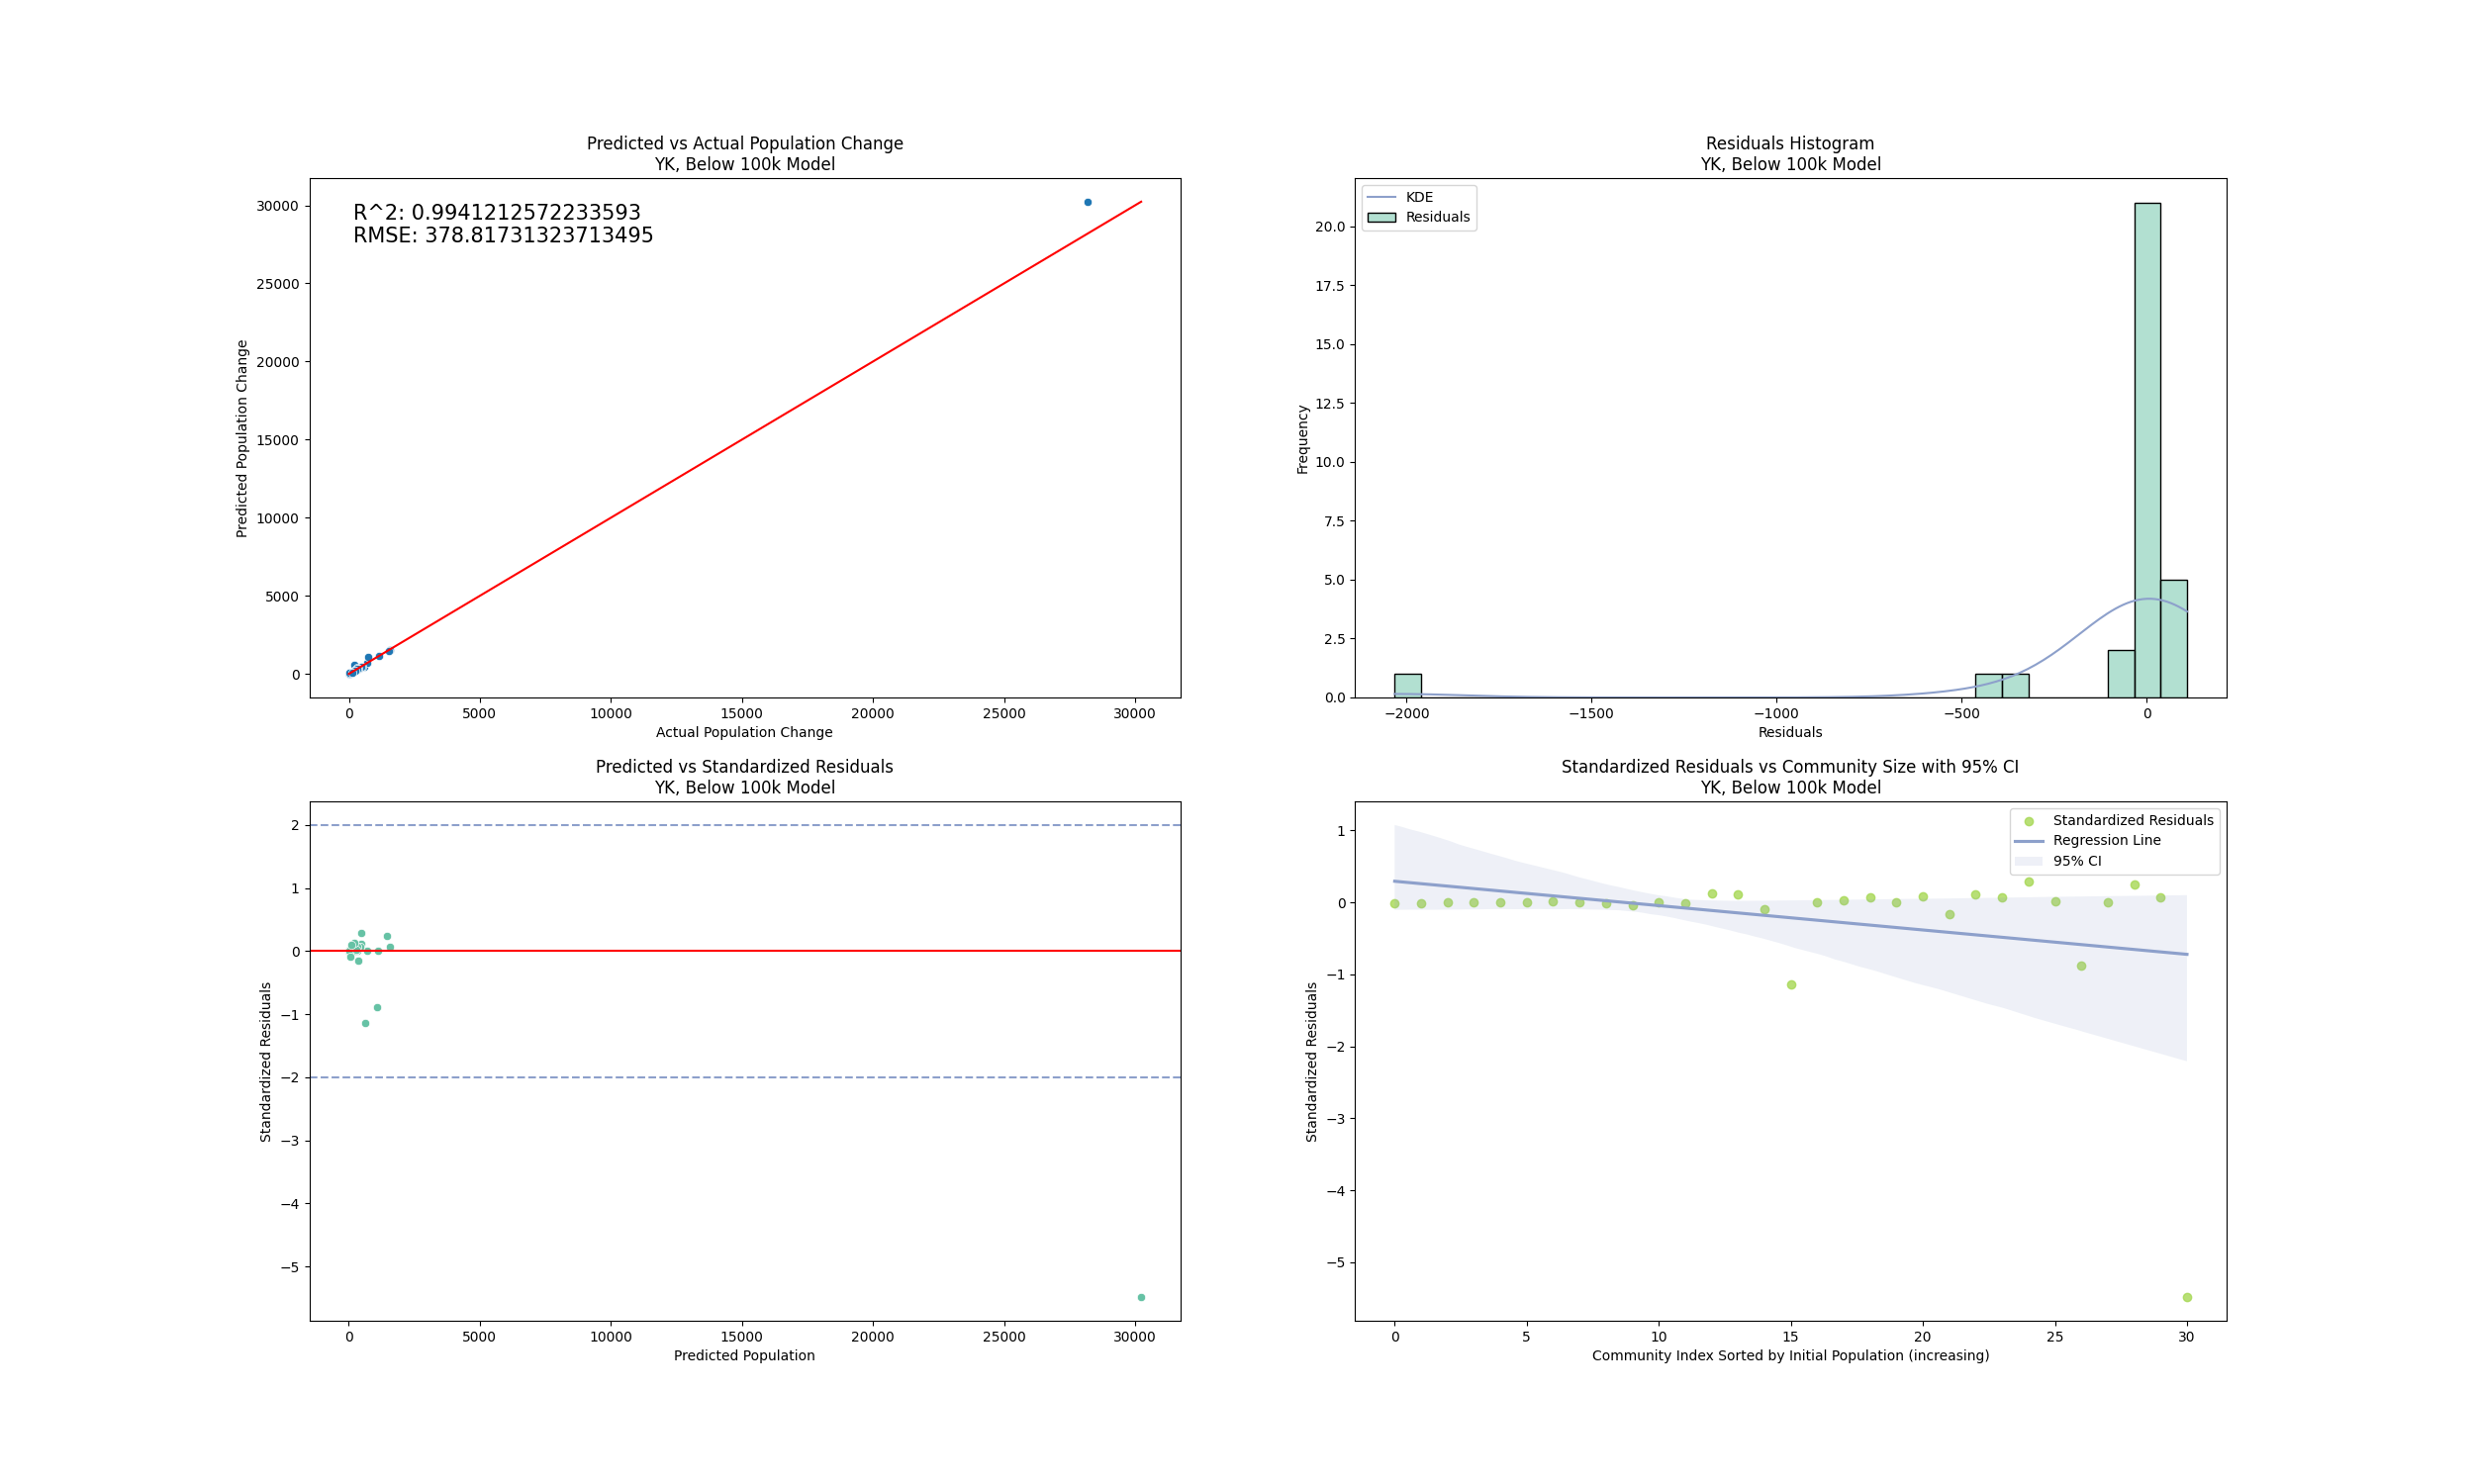 Predicted vs Actual Population Change
YK, Below 100k Model
R^2: 0.9941212572233593
RMSE: 378.81731323713495
30000
25000
20000
15000
10000
5000
0
Predicted Population Change
0 5000 10000 15000 20000 25000 30000
Actual Population Change
Residuals Histogram
YK, Below 100k Model
KDE
Residuals
20.0
17.5
15.0
12.5
10.0
7.5
5.0
2.5
0.0
Frequency
−2000 −1500 −1000 −500 0
Residuals
Predicted vs Standardized Residuals
YK, Below 100k Model
2
1
0
−1
−2
−3
−4
−5
Standardized Residuals
0 5000 10000 15000 20000 25000 30000
Predicted Population
Standardized Residuals vs Community Size with 95% CI
YK, Below 100k Model
Standardized Residuals
Regression Line
95% CI
1
0
−1
−2
−3
−4
−5
Standardized Residuals
0 5 10 15 20 25 30
Community Index Sorted by Initial Population (increasing)